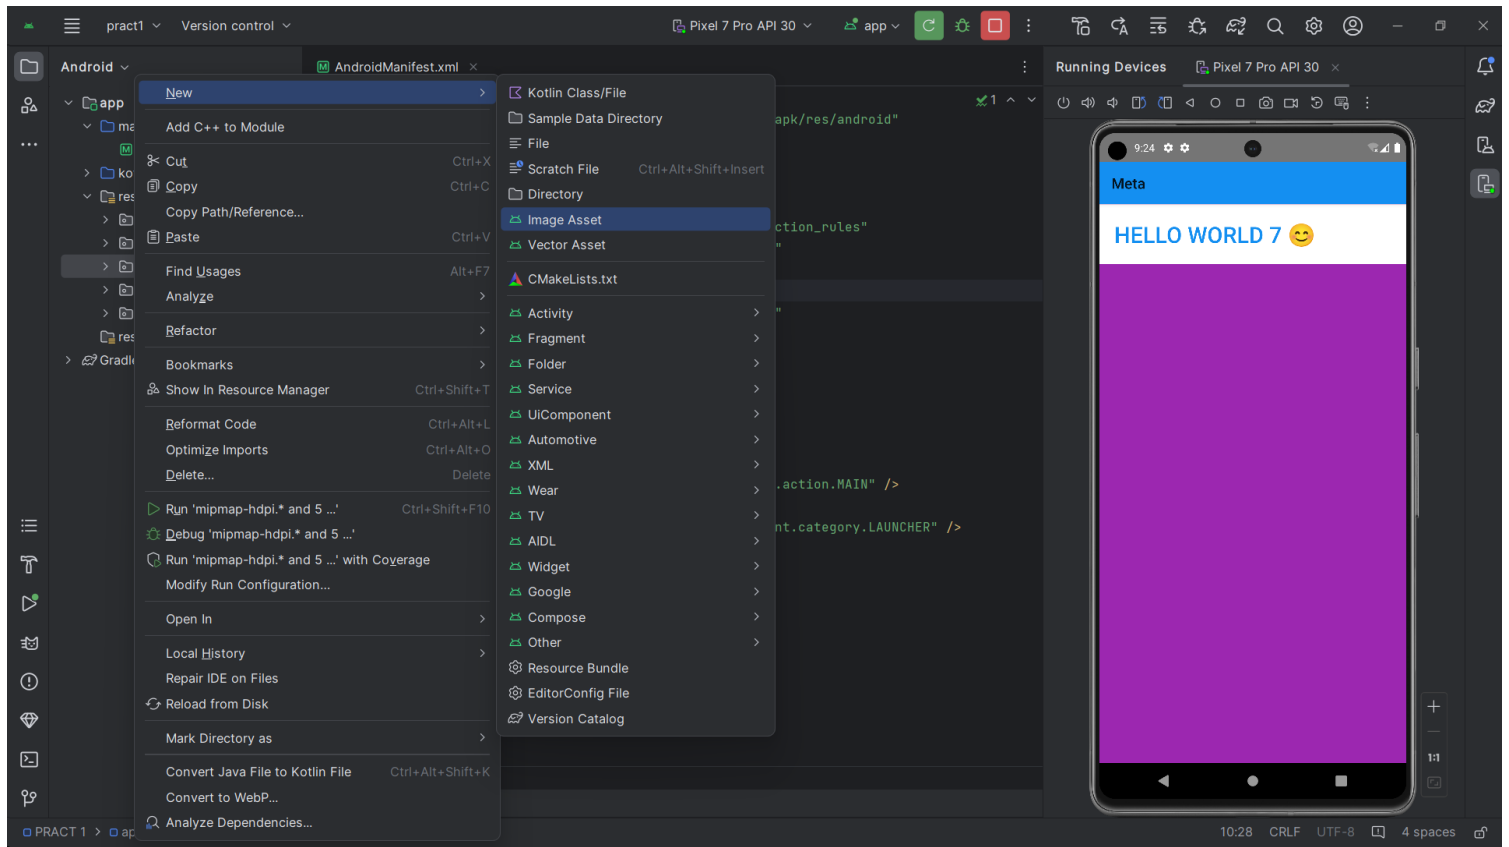 pract1
Version control
Pixel 7 Pro API 30
app
Android
AndroidManifest.xml
Running Devices
Pixel 7 Pro API 30
app
ma
ko
res
res
Gradle
New
Add C++ to Module
Cut Ctrl+X
Copy Ctrl+C
Copy Path/Reference...
Paste Ctrl+V
Find Usages Alt+F7
Analyze
Refactor
Bookmarks
Show In Resource Manager Ctrl+Shift+T
Reformat Code Ctrl+Alt+L
Optimize Imports Ctrl+Alt+O
Delete... Delete
Run 'mipmap-hdpi.* and 5 ...' Ctrl+Shift+F10
Debug 'mipmap-hdpi.* and 5 ...'
Run 'mipmap-hdpi.* and 5 ...' with Coverage
Modify Run Configuration...
Open In
Local History
Repair IDE on Files
Reload from Disk
Mark Directory as
Convert Java File to Kotlin File Ctrl+Alt+Shift+K
Convert to WebP...
Analyze Dependencies...
Kotlin Class/File
Sample Data Directory
File
Scratch File Ctrl+Alt+Shift+Insert
Directory
Image Asset
Vector Asset
CMakeLists.txt
Activity
Fragment
Folder
Service
UiComponent
Automotive
XML
Wear
TV
AIDL
Widget
Google
Compose
Other
Resource Bundle
EditorConfig File
Version Catalog
1
apk/res/android"
ction_rules"
"
"
.action.MAIN" />
nt.category.LAUNCHER" />
9:24
Meta
HELLO WORLD 7 😊
1:1
PRACT 1 > ap
10:28 CRLF UTF-8 4 spaces